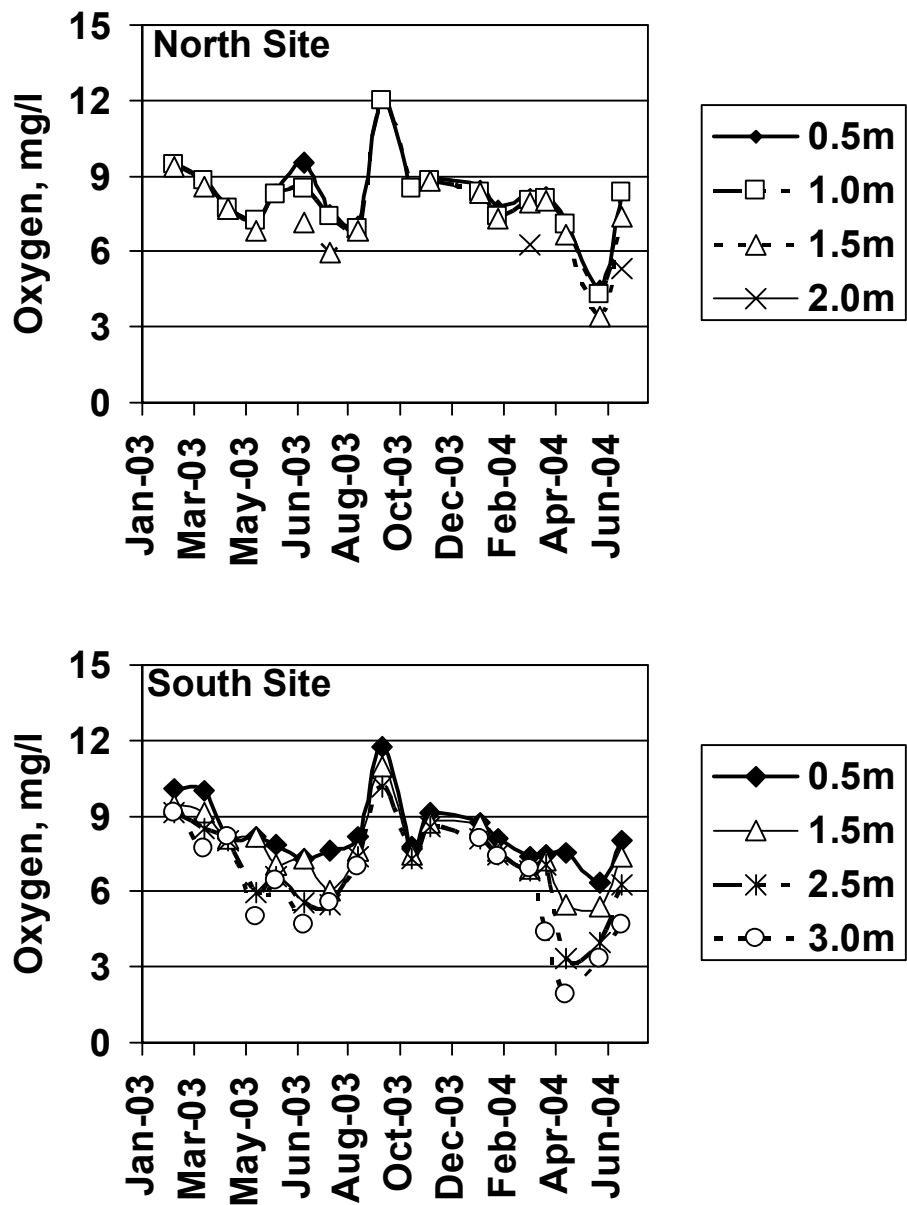 North Site
Oxygen, mg/l
15
12
9
6
3
0
Jan-03
Mar-03
May-03
Jun-03
Aug-03
Oct-03
Dec-03
Feb-04
Apr-04
Jun-04
0.5m
1.0m
1.5m
2.0m
South Site
Oxygen, mg/l
15
12
9
6
3
0
Jan-03
Mar-03
May-03
Jun-03
Aug-03
Oct-03
Dec-03
Feb-04
Apr-04
Jun-04
0.5m
1.5m
2.5m
3.0m